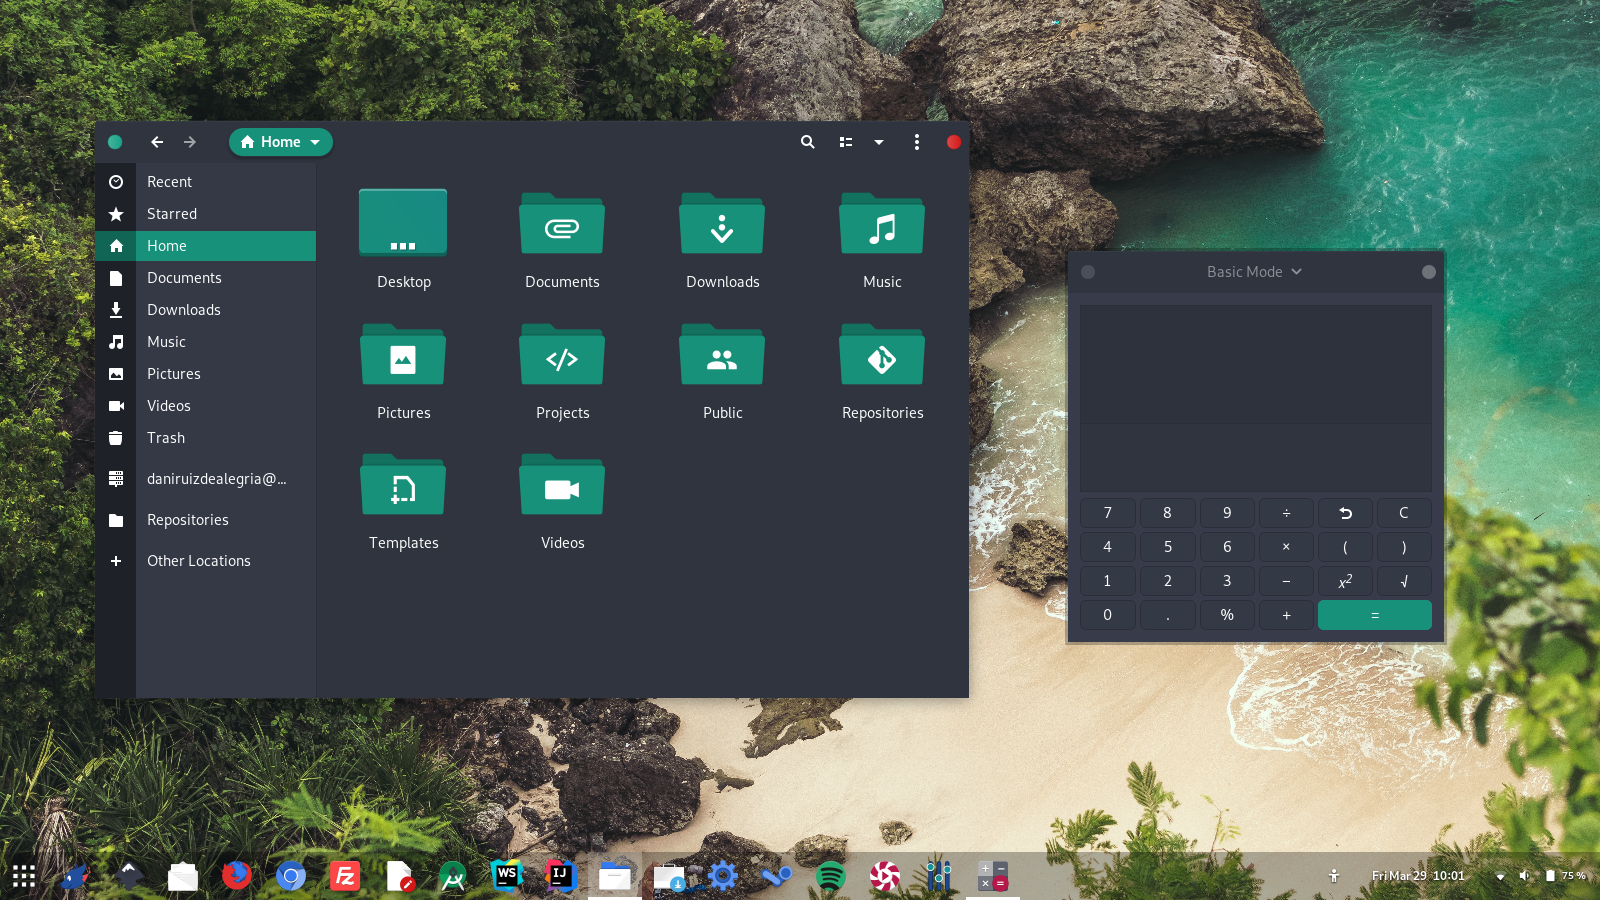 Home
Recent
Starred
Home
Documents
Downloads
Music
Pictures
Videos
Trash
daniruizdealegria@...
Repositories
Other Locations
Desktop
Documents
Downloads
Music
Pictures
Projects
Public
Repositories
Templates
Videos
Basic Mode
7 8 9 ÷ C
4 5 6 × ( )
1 2 3 − x² √
0 . % + =
WS
IJ
FZ
Fri Mar 29 10:01
75 %